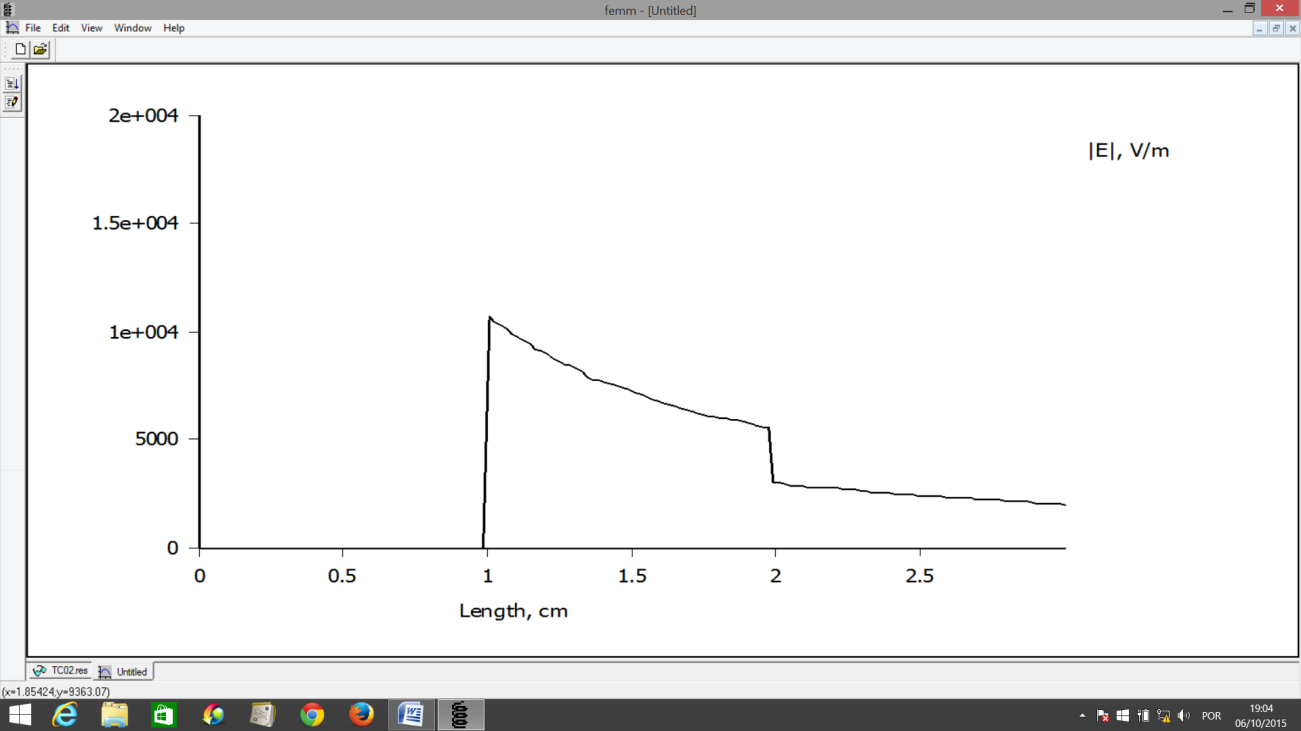 femm - [Untitled]
File Edit View Window Help
2e+004
|E|, V/m
1.5e+004
1e+004
5000
0
0 0.5 1 1.5 2 2.5
Length, cm
TC02.res Untitled
(x=1.85424,y=9363.07)
POR
19:04
06/10/2015